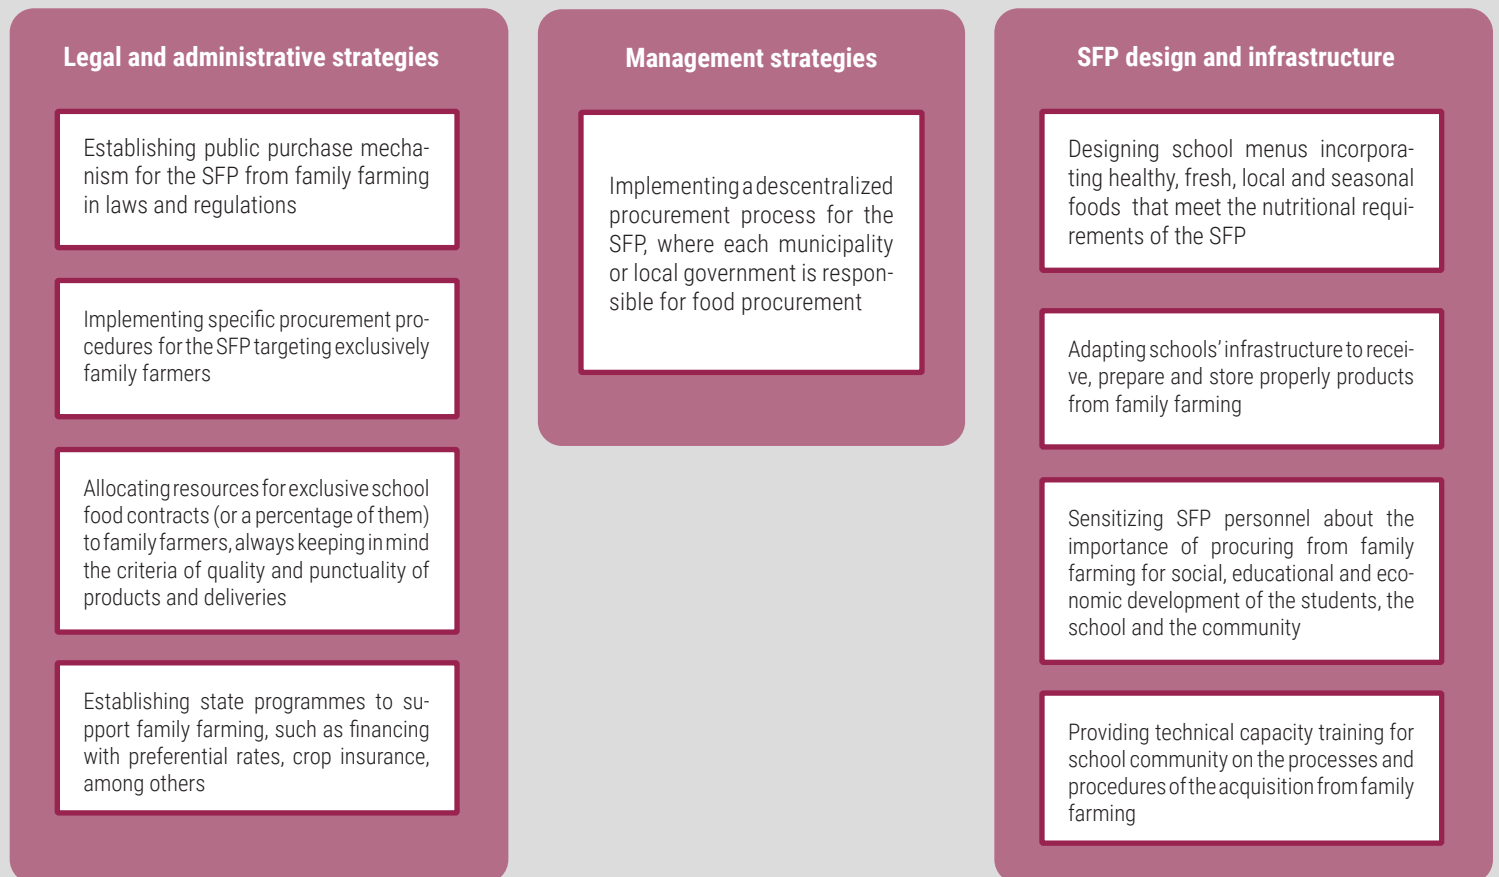 Legal and administrative strategies
Establishing public purchase mecha-
nism for the SFP from family farming
in laws and regulations
Implementing specific procurement pro-
cedures for the SFP targeting exclusively
family farmers
Allocating resources for exclusive school
food contracts (or a percentage of them)
to family farmers, always keeping in mind
the criteria of quality and punctuality of
products and deliveries
Establishing state programmes to su-
pport family farming, such as financing
with preferential rates, crop insurance,
among others
Management strategies
Implementing a descentralized
procurement process for the
SFP, where each municipality
or local government is respon-
sible for food procurement
SFP design and infrastructure
Designing school menus incorpora-
ting healthy, fresh, local and seasonal
foods that meet the nutritional requi-
rements of the SFP
Adapting schools' infrastructure to recei-
ve, prepare and store properly products
from family farming
Sensitizing SFP personnel about the
importance of procuring from family
farming for social, educational and eco-
nomic development of the students, the
school and the community
Providing technical capacity training for
school community on the processes and
procedures of the acquisition from family
farming